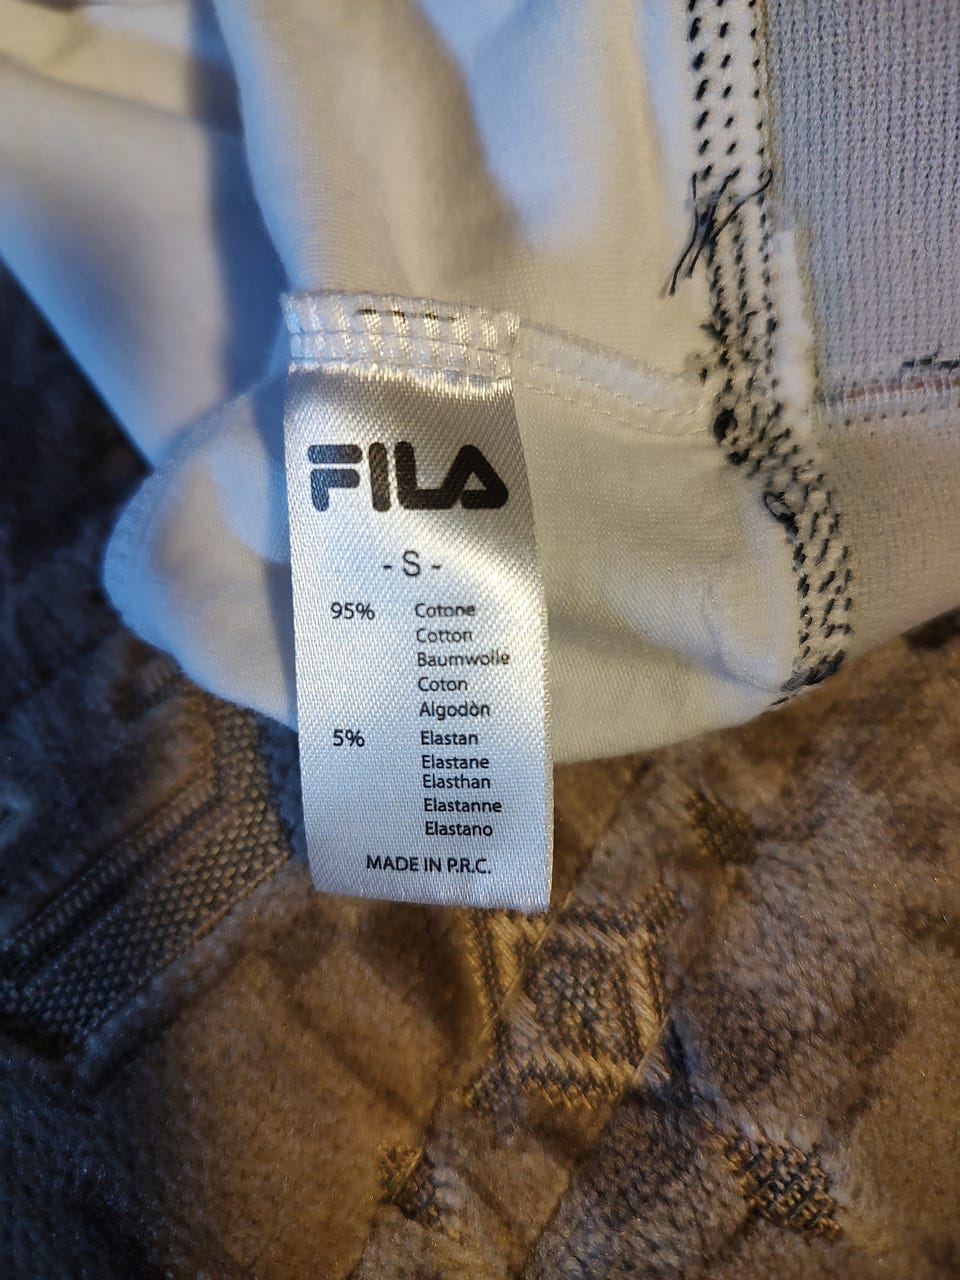 FILA
- S -
95% Cotone
Cotton
Baumwolle
Coton
Algodòn
5% Elastan
Elastane
Elasthan
Elastanne
Elastano
MADE IN P.R.C.